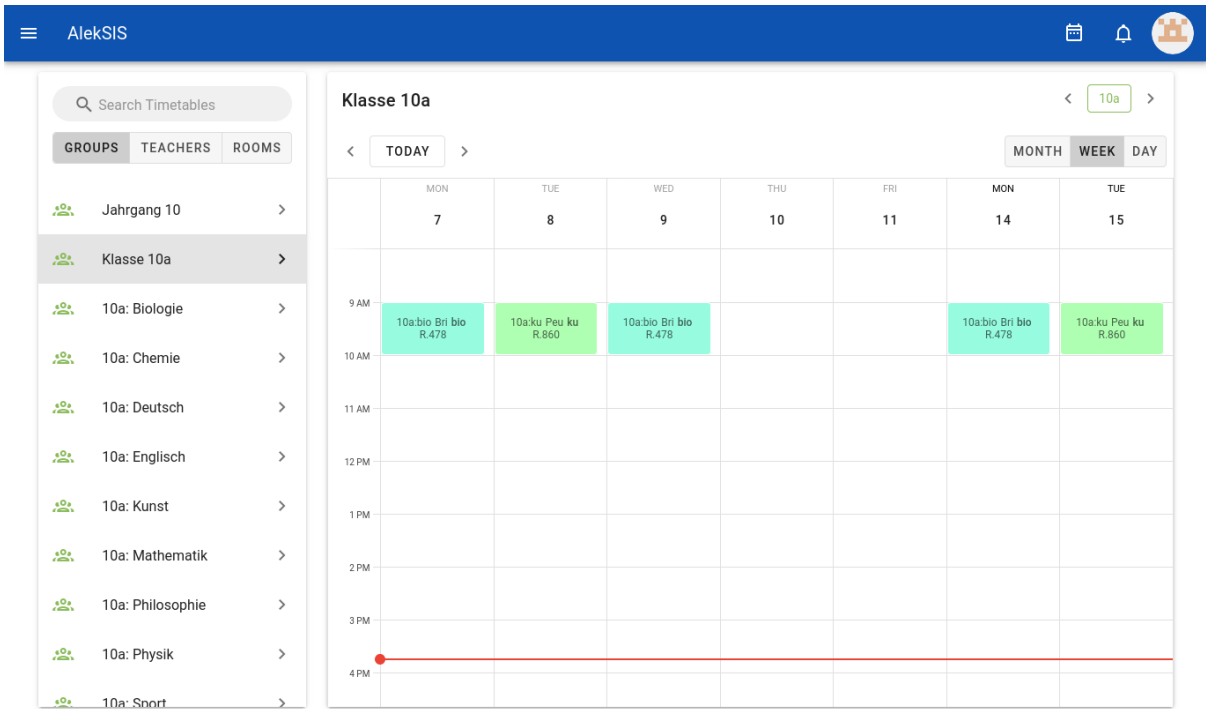 AlekSIS
Search Timetables
GROUPS TEACHERS ROOMS
Jahrgang 10
Klasse 10a
10a: Biologie
10a: Chemie
10a: Deutsch
10a: Englisch
10a: Kunst
10a: Mathematik
10a: Philosophie
10a: Physik
10a: Sport
Klasse 10a
10a
TODAY
MONTH WEEK DAY
MON TUE WED THU FRI MON TUE
7 8 9 10 11 14 15
9 AM
10a:bio Bri bio 10a:ku Peu ku 10a:bio Bri bio 10a:bio Bri bio 10a:ku Peu ku
R.478 R.860 R.478 R.478 R.860
10 AM
11 AM
12 PM
1 PM
2 PM
3 PM
4 PM